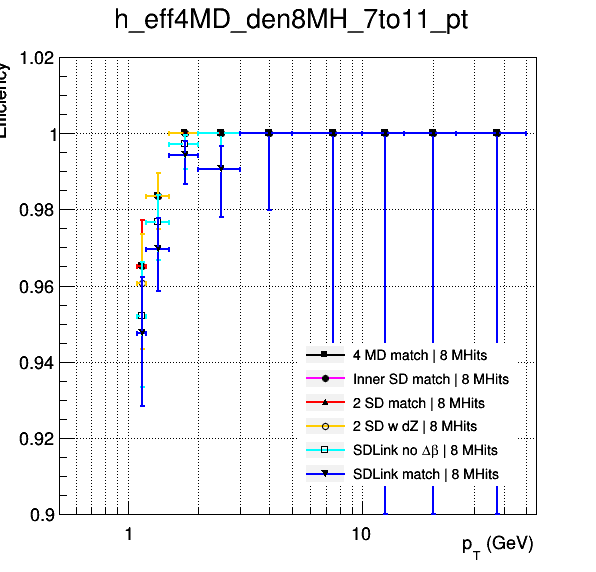 h_eff4MD_den8MH_7to11_pt
Efficiency
1.02
1
0.98
0.96
0.94
0.92
0.9
4 MD match | 8 MHits
Inner SD match | 8 MHits
2 SD match | 8 MHits
2 SD w dZ | 8 MHits
SDLink no Δβ | 8 MHits
SDLink match | 8 MHits
1
10
p_T (GeV)